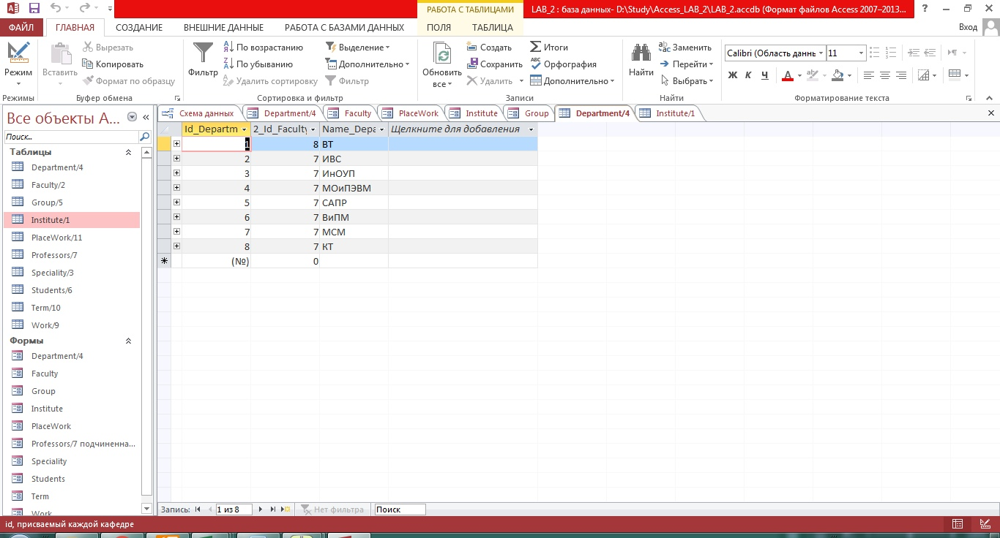 РАБОТА С ТАБЛИЦАМИ
LAB_2 : база данных- D:\Study\Access_LAB_2\LAB_2.accdb (Формат файлов Access 2007–2013...
?
ФАЙЛ ГЛАВНАЯ СОЗДАНИЕ ВНЕШНИЕ ДАННЫЕ РАБОТА С БАЗАМИ ДАННЫХ ПОЛЯ ТАБЛИЦА Вход
Режим
Режимы
Вставить
Вырезать
Копировать
Формат по образцу
Буфер обмена
Фильтр
По возрастанию
По убыванию
Удалить сортировку
Выделение
Дополнительно
Фильтр
Сортировка и фильтр
Обновить
все
Создать
Сохранить
Удалить
Итоги
Орфография
Дополнительно
Записи
Найти
Заменить
Перейти
Выбрать
Найти
Calibri (Область данн 11
Ж К Ч А
Форматирование текста
Все объекты A...
Поиск...
Таблицы
Department/4
Faculty/2
Group/5
Institute/1
PlaceWork/11
Professors/7
Speciality/3
Students/6
Term/10
Work/9
Формы
Department/4
Faculty
Group
Institute
PlaceWork
Professors/7 подчиненна...
Speciality
Students
Term
Work
Схема данных Department/4 Faculty PlaceWork Institute Group Department/4 Institute/1
Id_Departm 2_Id_Faculty Name_Depa Щелкните для добавления
1 8 ВТ
2 7 ИВС
3 7 ИнОУП
4 7 МОиПЭВМ
5 7 САПР
6 7 ВиПМ
7 7 МСМ
8 7 КТ
(№) 0
Запись: 1 из 8 Нет фильтра Поиск
id, присваемый каждой кафедре